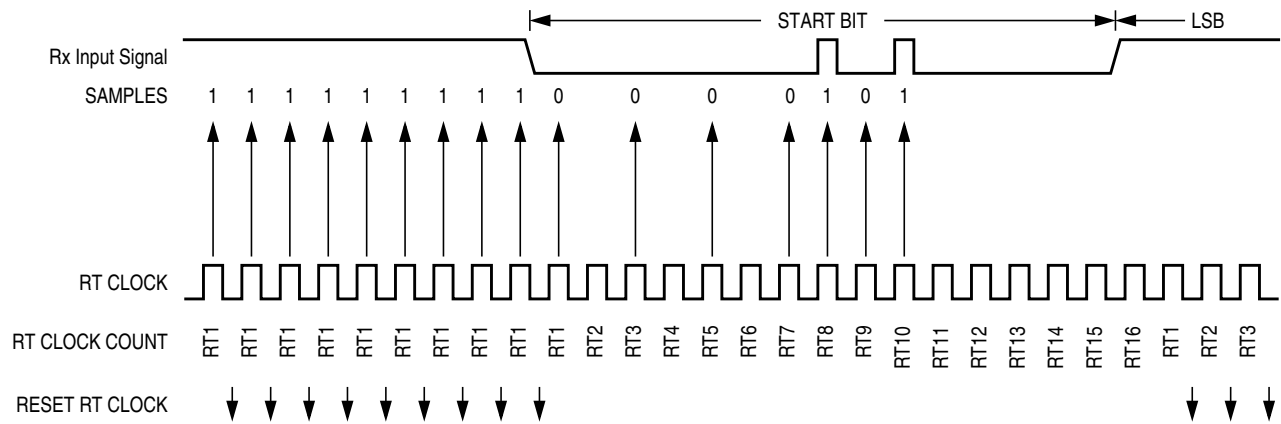 START BIT LSB
Rx Input Signal
SAMPLES 1 1 1 1 1 1 1 1 1 0 0 0 0 1 0 1
RT CLOCK
RT CLOCK COUNT RT1 RT1 RT1 RT1 RT1 RT1 RT1 RT1 RT1 RT1 RT2 RT3 RT4 RT5 RT6 RT7 RT8 RT9 RT10 RT11 RT12 RT13 RT14 RT15 RT16 RT1 RT2 RT3
RESET RT CLOCK